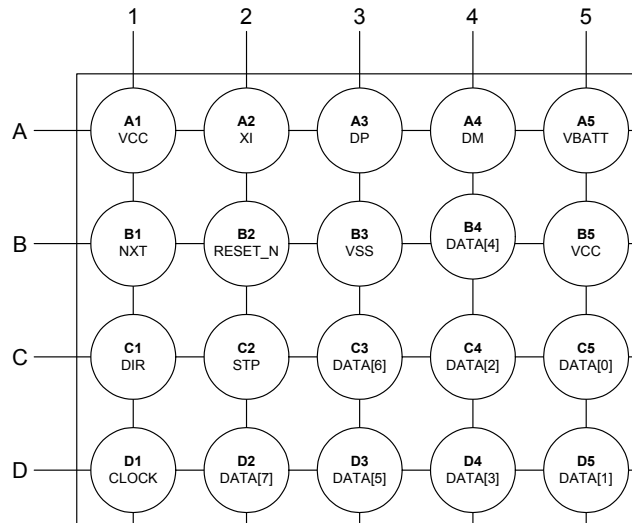 1 2 3 4 5
A
A1 A2 A3 A4 A5
VCC XI DP DM VBATT
B
B1 B2 B3 B4 B5
NXT RESET_N VSS DATA[4] VCC
C
C1 C2 C3 C4 C5
DIR STP DATA[6] DATA[2] DATA[0]
D
D1 D2 D3 D4 D5
CLOCK DATA[7] DATA[5] DATA[3] DATA[1]